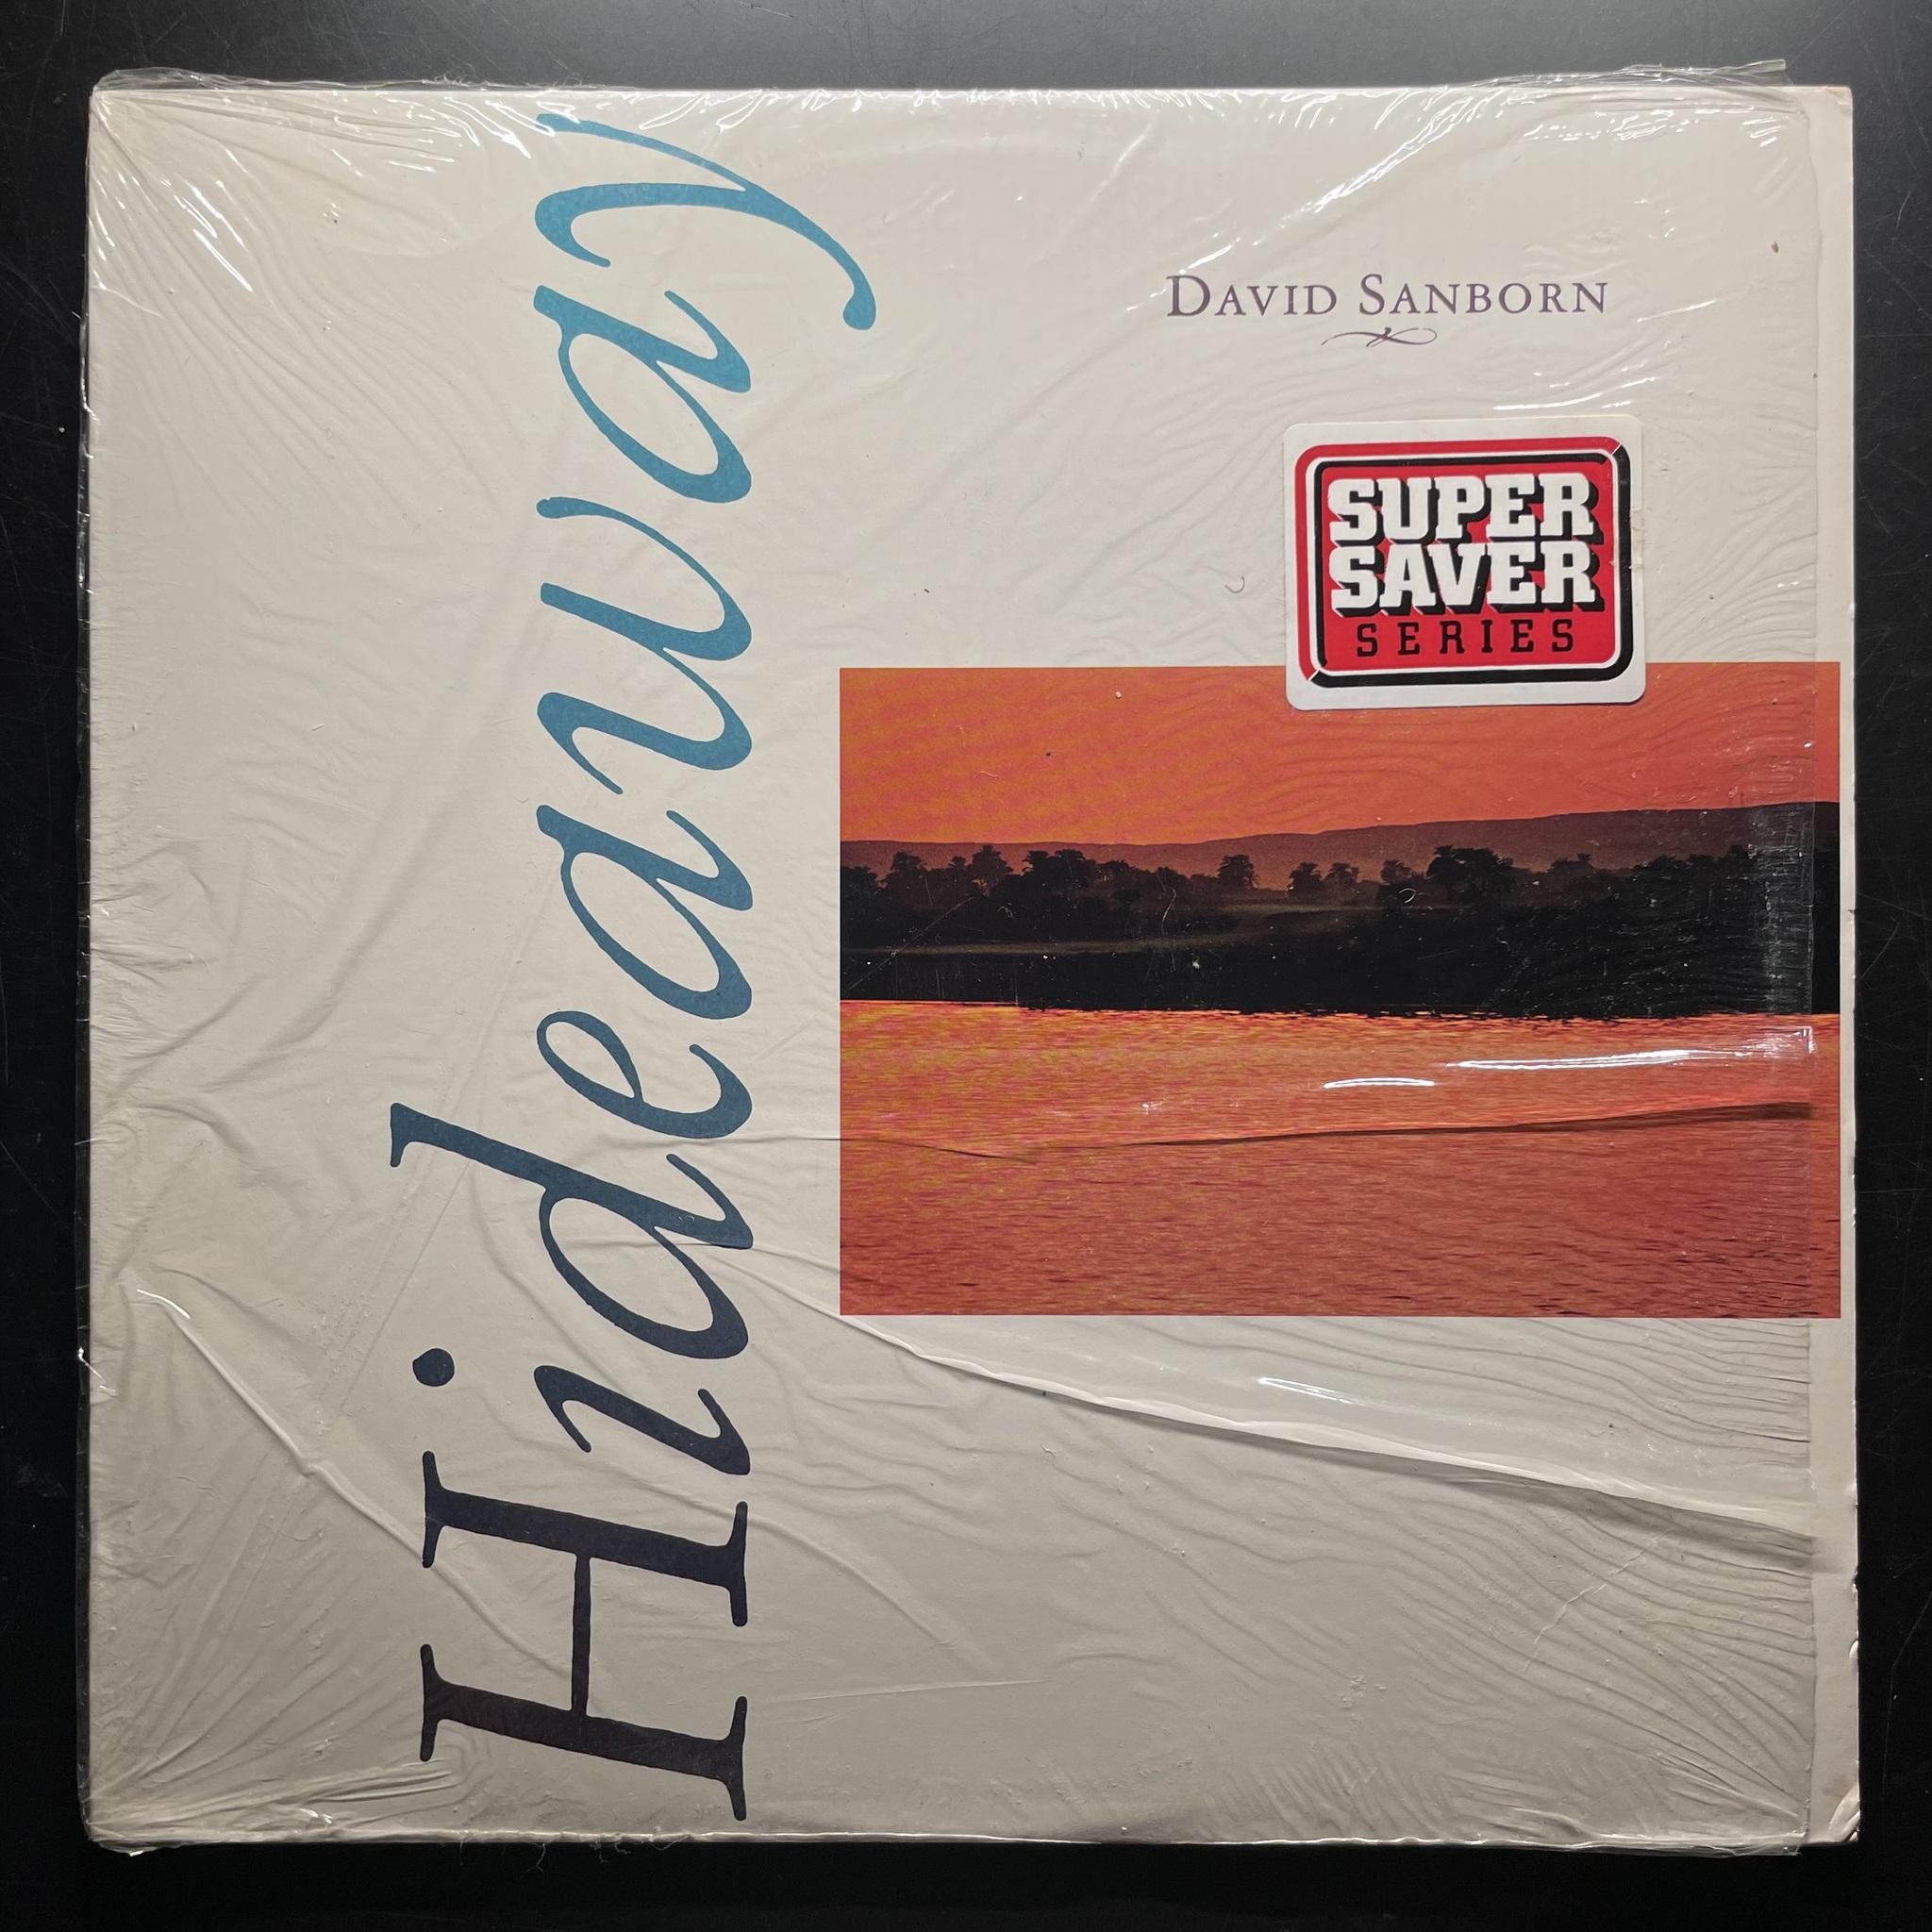 Hideaway
DAVID SANBORN
SUPER
SAVER
SERIES